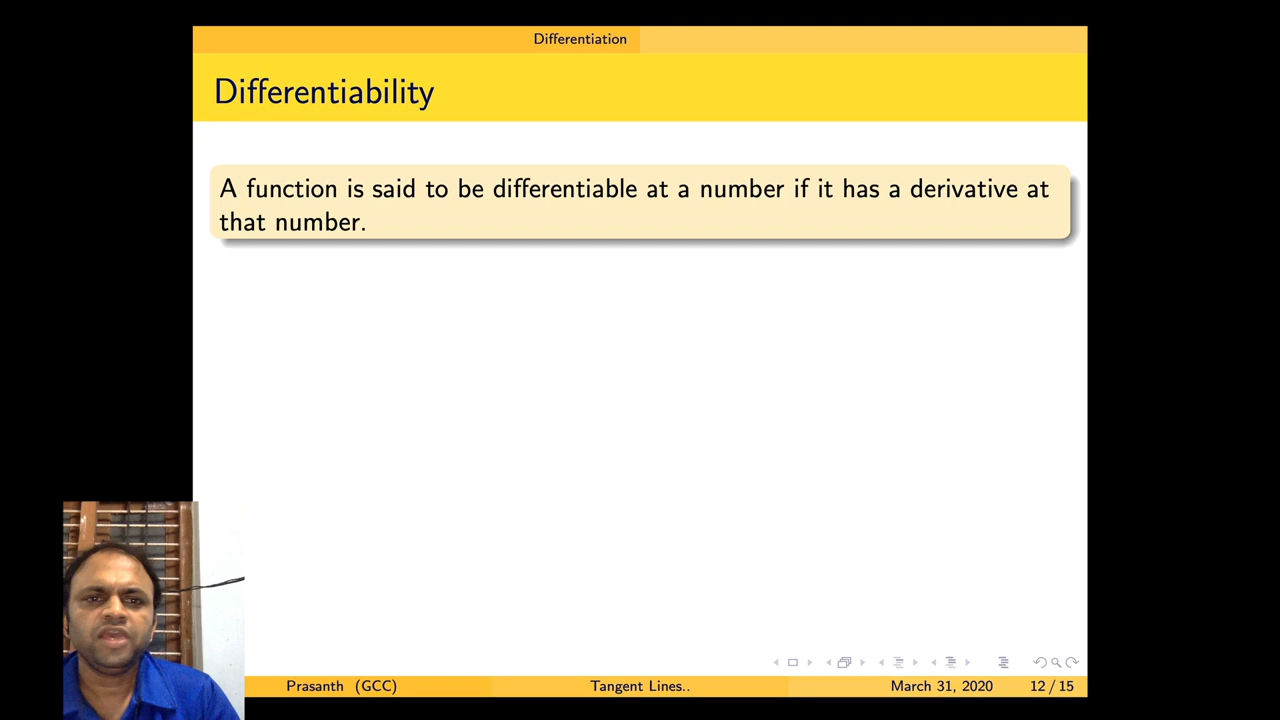 Differentiation
Differentiability
A function is said to be differentiable at a number if it has a derivative at
that number.
Prasanth (GCC) Tangent Lines.. March 31, 2020 12 / 15